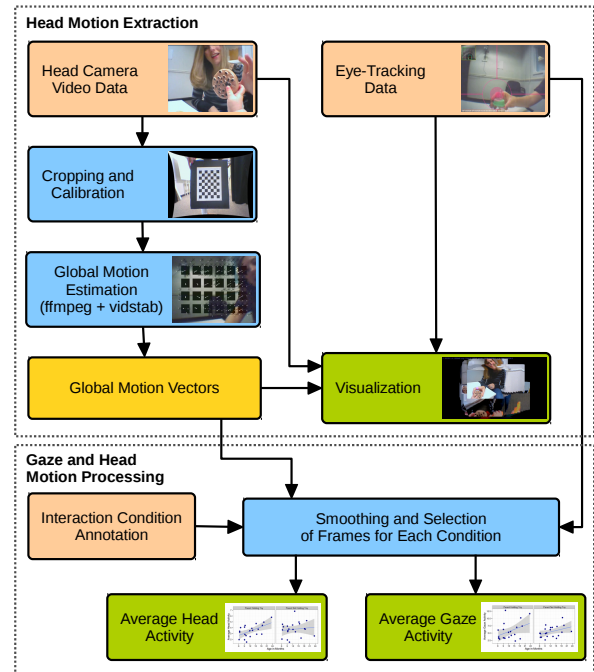 Head Motion Extraction
Head Camera
Video Data
Eye-Tracking
Data
Cropping and
Calibration
Global Motion
Estimation
(ffmpeg + vidstab)
Global Motion Vectors
Visualization
Gaze and Head
Motion Processing
Interaction Condition
Annotation
Smoothing and Selection
of Frames for Each Condition
Average Head
Activity
Average Gaze
Activity